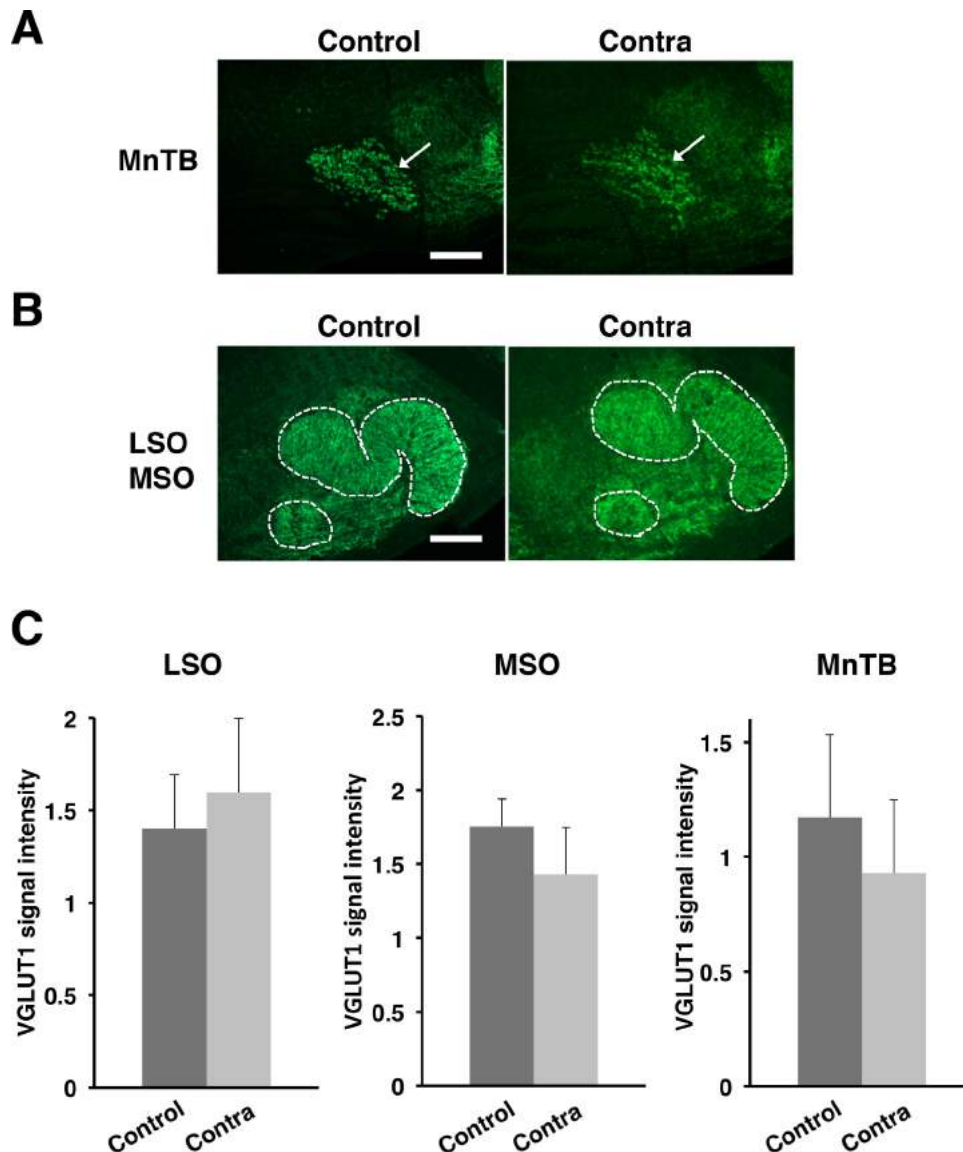 A
Control Contra
MnTB
B
Control Contra
LSO
MSO
C
LSO MSO MnTB
VGLUT1 signal intensity
2
1.5
1
0.5
0
Control Contra
VGLUT1 signal intensity
2.5
2
1.5
1
0.5
0
Control Contra
VGLUT1 signal intensity
1.5
1
0.5
0
Control Contra